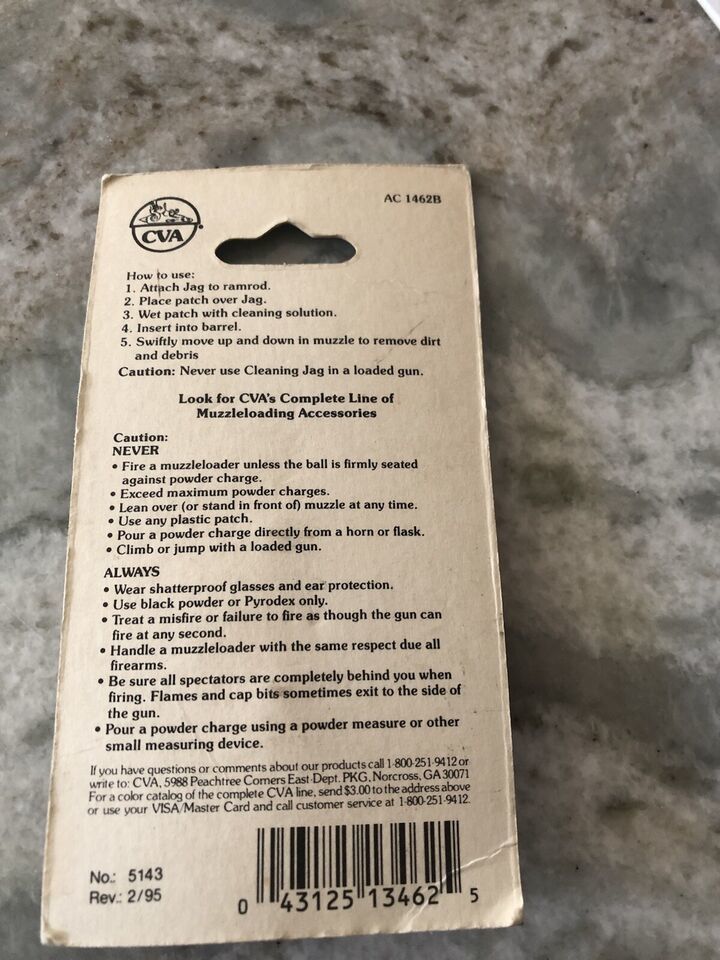 AC 1462B
CVA
How to use:
1. Attach Jag to ramrod.
2. Place patch over Jag.
3. Wet patch with cleaning solution.
4. Insert into barrel.
5. Swiftly move up and down in muzzle to remove dirt
and debris
Caution: Never use Cleaning Jag in a loaded gun.
Look for CVA's Complete Line of
Muzzleloading Accessories
Caution:
NEVER
• Fire a muzzleloader unless the ball is firmly seated
against powder charge.
• Exceed maximum powder charges.
• Lean over (or stand in front of) muzzle at any time.
• Use any plastic patch.
• Pour a powder charge directly from a horn or flask.
• Climb or jump with a loaded gun.
ALWAYS
• Wear shatterproof glasses and ear protection.
• Use black powder or Pyrodex only.
• Treat a misfire or failure to fire as though the gun can
fire at any second.
• Handle a muzzleloader with the same respect due all
firearms.
• Be sure all spectators are completely behind you when
firing. Flames and cap bits sometimes exit to the side of
the gun.
• Pour a powder charge using a powder measure or other
small measuring device.
If you have questions or comments about our products call 1-800-251-9412 or
write to: CVA, 5988 Peachtree Corners East-Dept. PKG, Norcross, GA 30071
For a color catalog of the complete CVA line, send $3.00 to the address above
or use your VISA/Master Card and call customer service at 1-800-251-9412.
No.: 5143
Rev.: 2/95
0 43125 13462 5